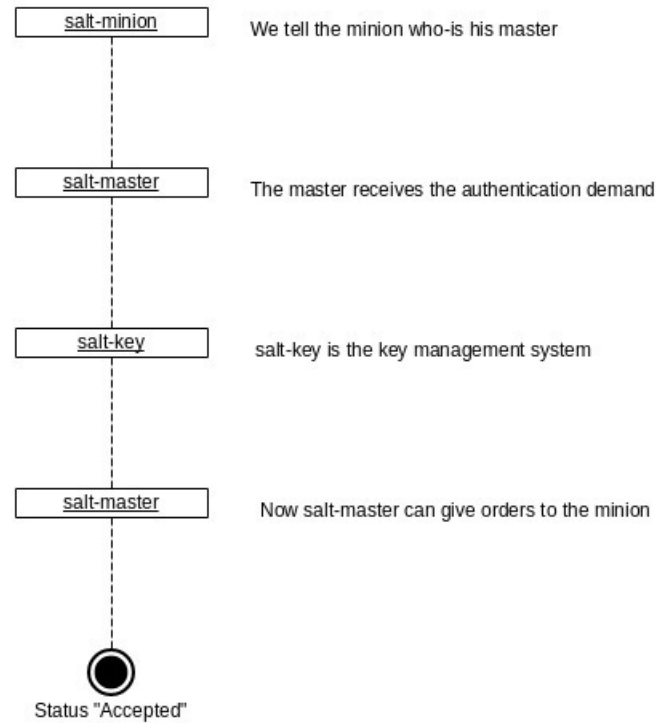 salt-minion
We tell the minion who-is his master
salt-master
The master receives the authentication demand
salt-key
salt-key is the key management system
salt-master
Now salt-master can give orders to the minion
Status "Accepted"